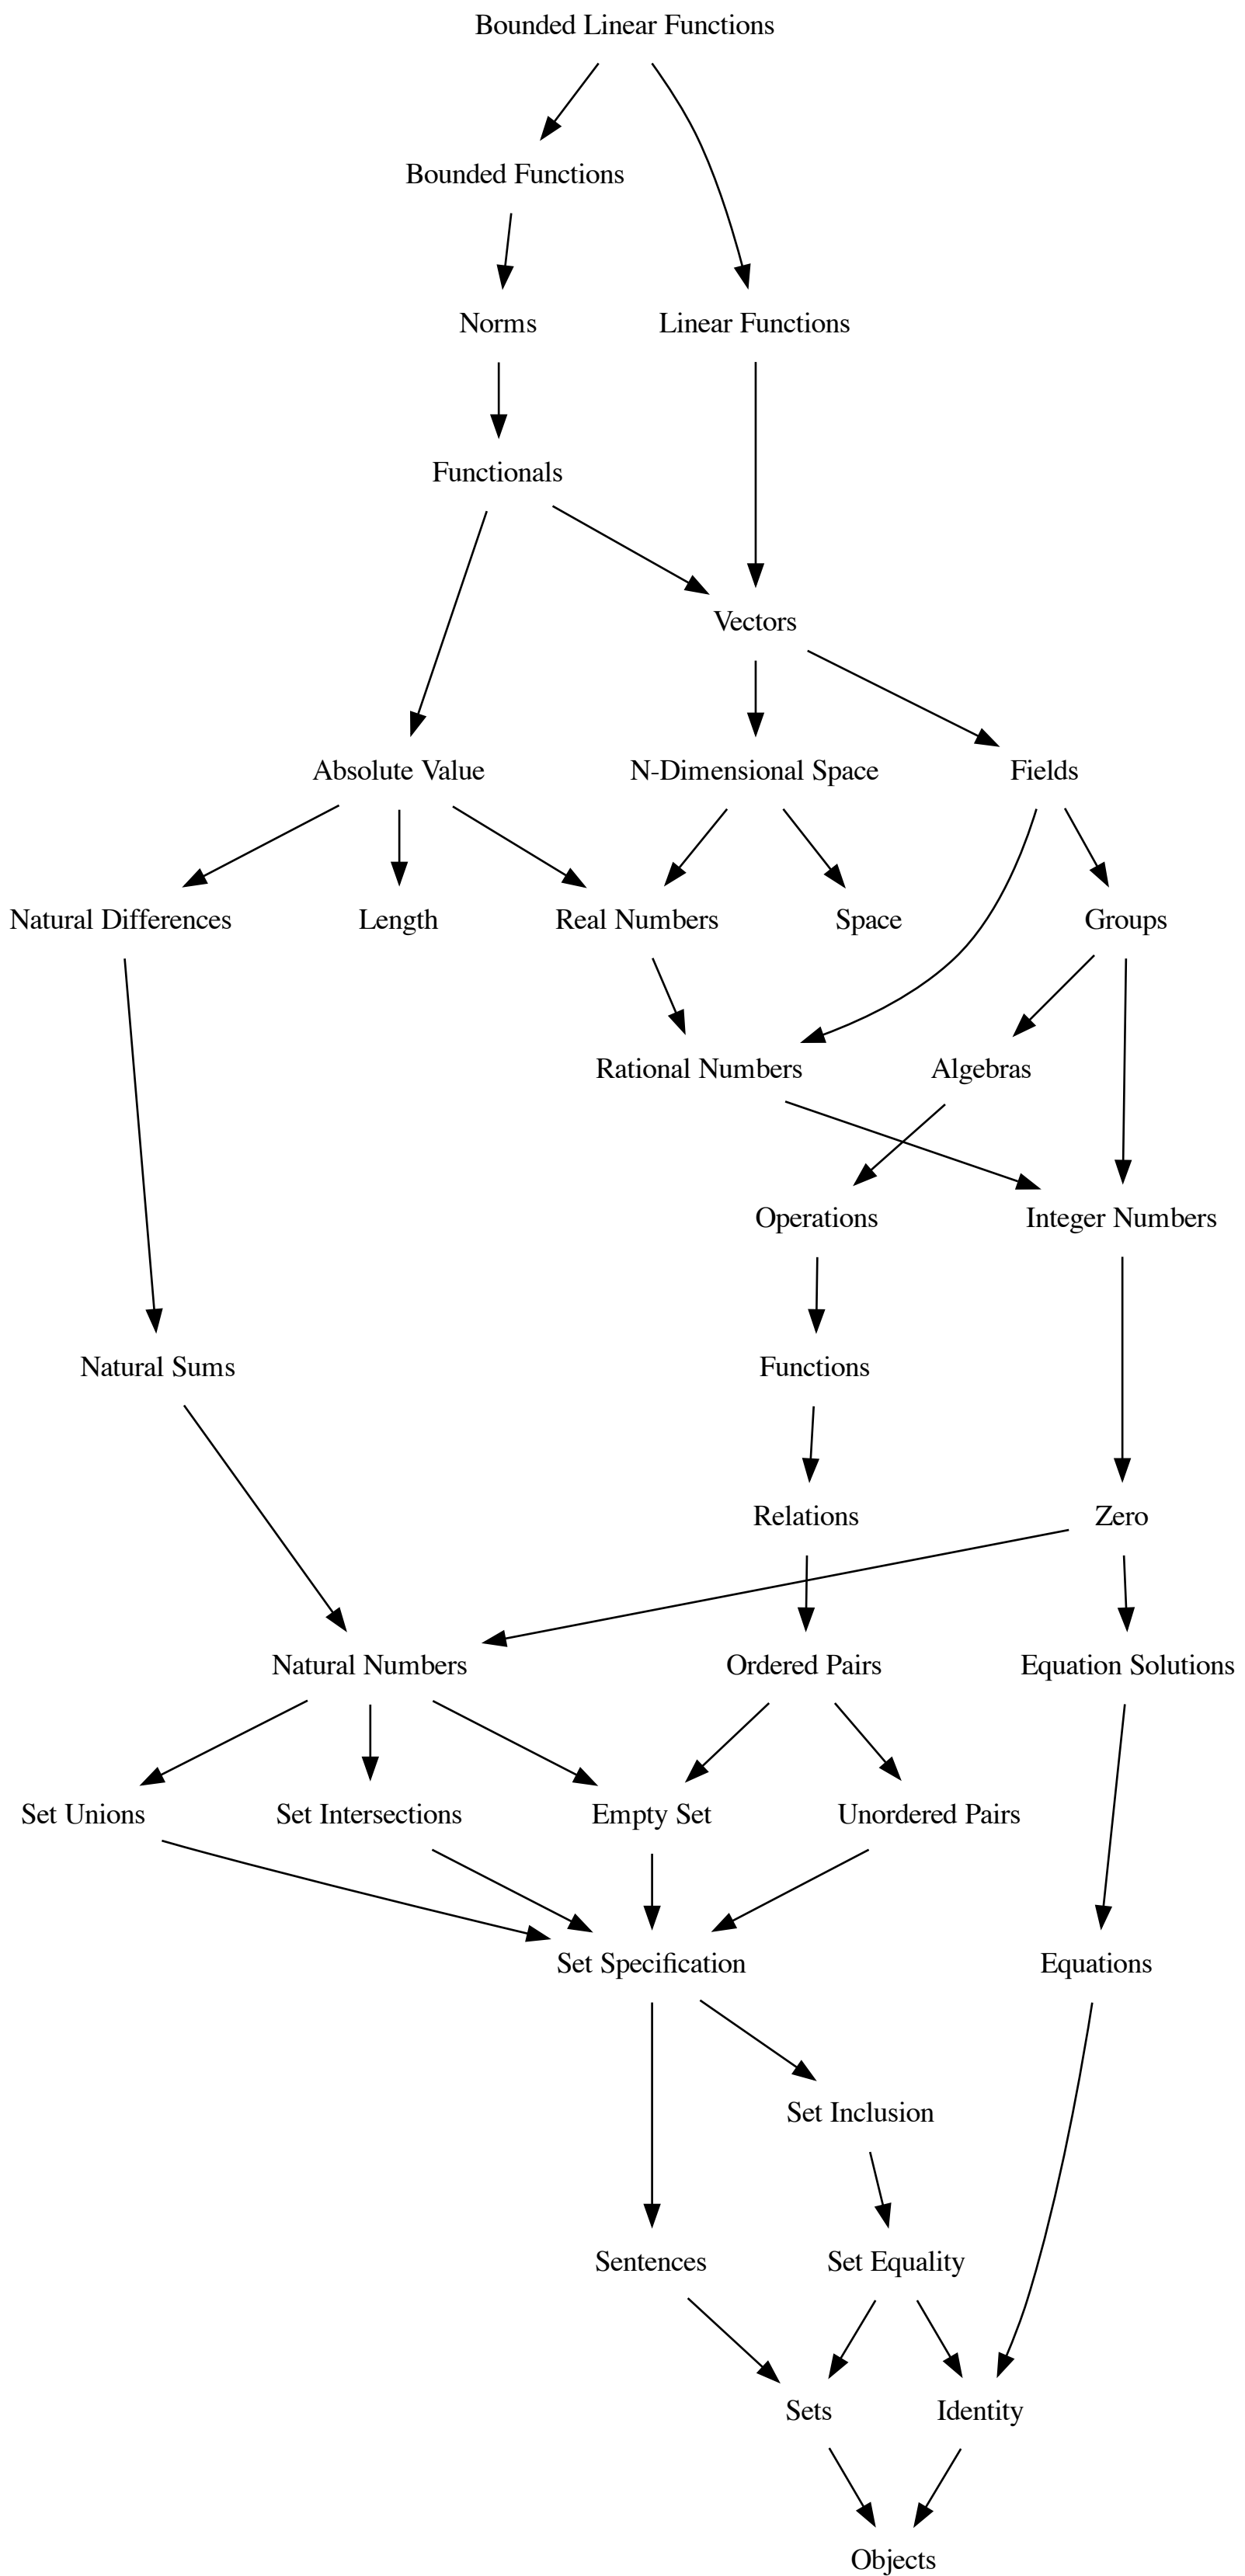 Bounded Linear Functions
Bounded Functions
Norms
Linear Functions
Functionals
Vectors
Absolute Value
N-Dimensional Space
Fields
Natural Differences
Length
Real Numbers
Space
Groups
Rational Numbers
Algebras
Operations
Integer Numbers
Natural Sums
Functions
Relations
Zero
Natural Numbers
Ordered Pairs
Equation Solutions
Set Unions
Set Intersections
Empty Set
Unordered Pairs
Set Specification
Equations
Set Inclusion
Sentences
Set Equality
Sets
Identity
Objects